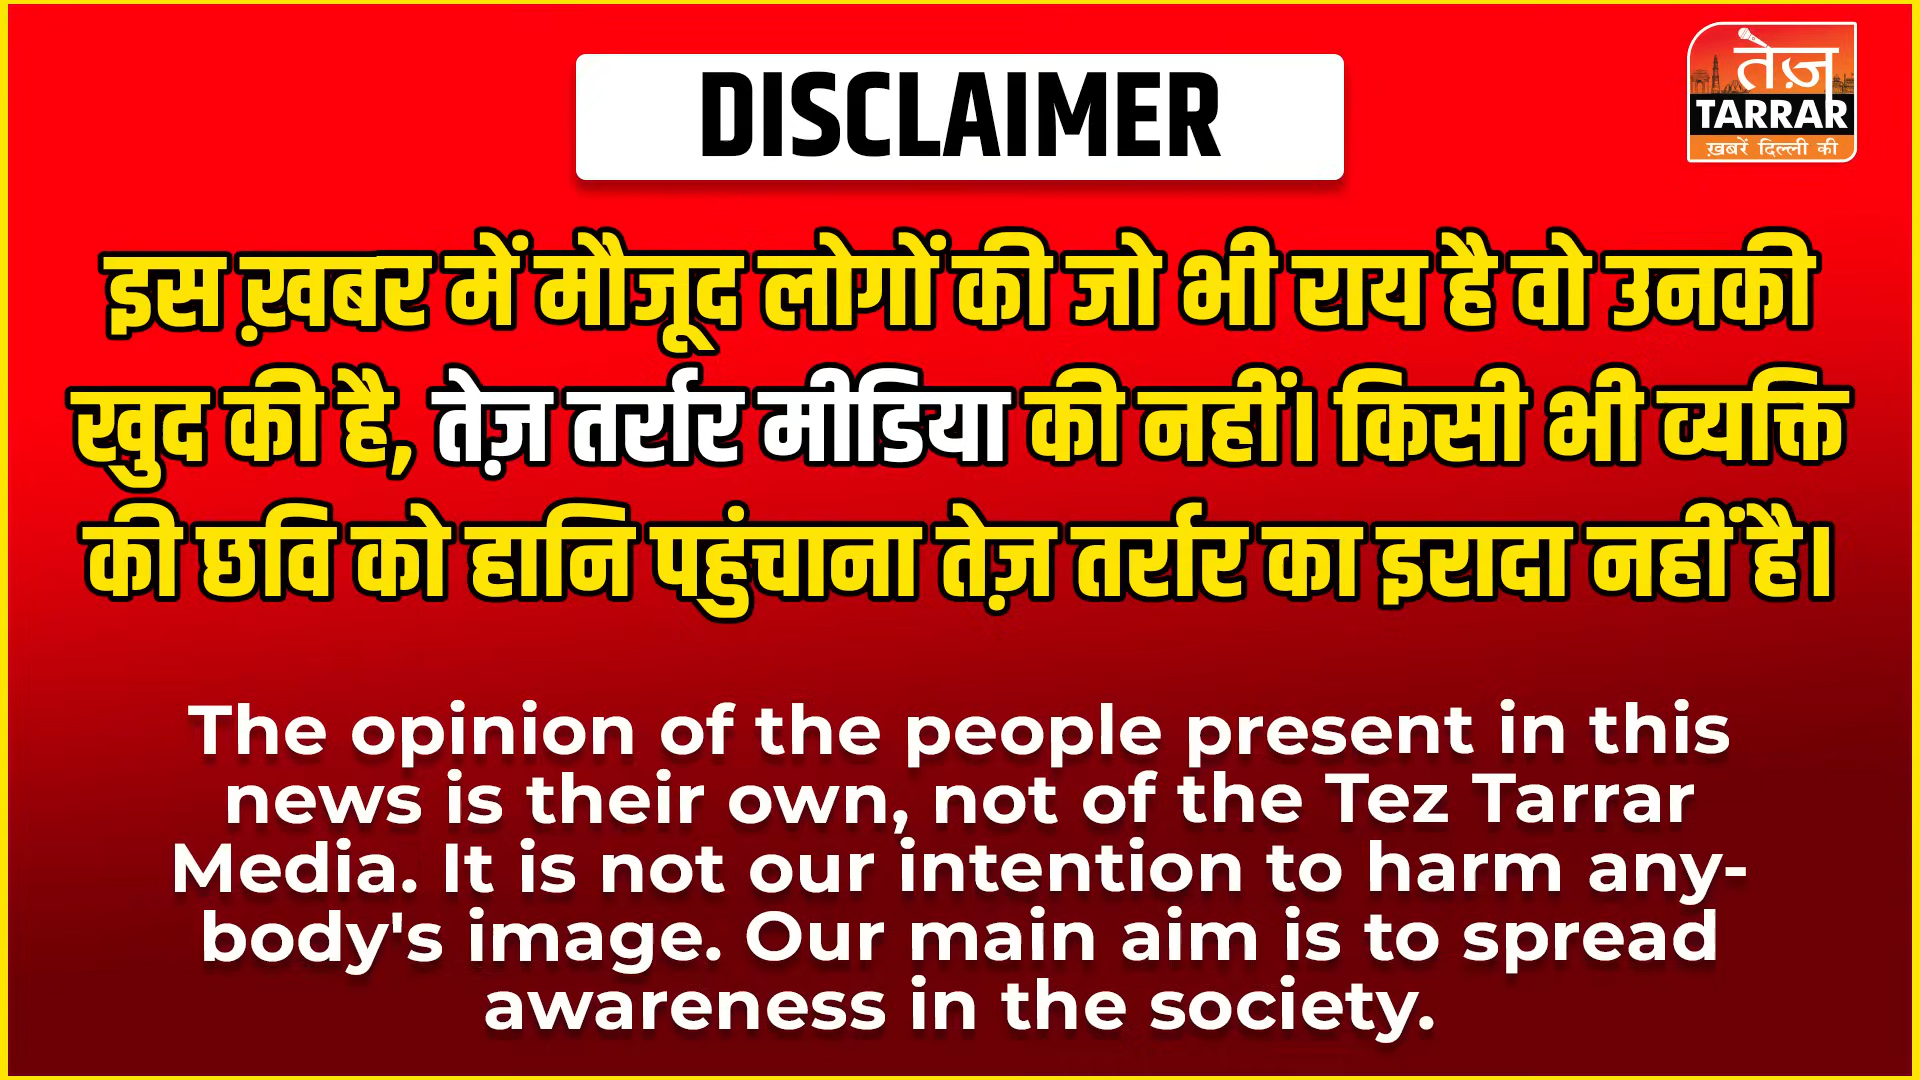 DISCLAIMER
तेज़
TARRAR
ख़बरें दिल्ली की
इस ख़बर में मौजूद लोगों की जो भी राय है वो उनकी
खुद की है, तेज़ तर्रार मीडिया की नहीं। किसी भी व्यक्ति
की छवि को हानि पहुंचाना तेज़ तर्रार का इरादा नहीं है।
The opinion of the people present in this
news is their own, not of the Tez Tarrar
Media. It is not our intention to harm any-
body's image. Our main aim is to spread
awareness in the society.